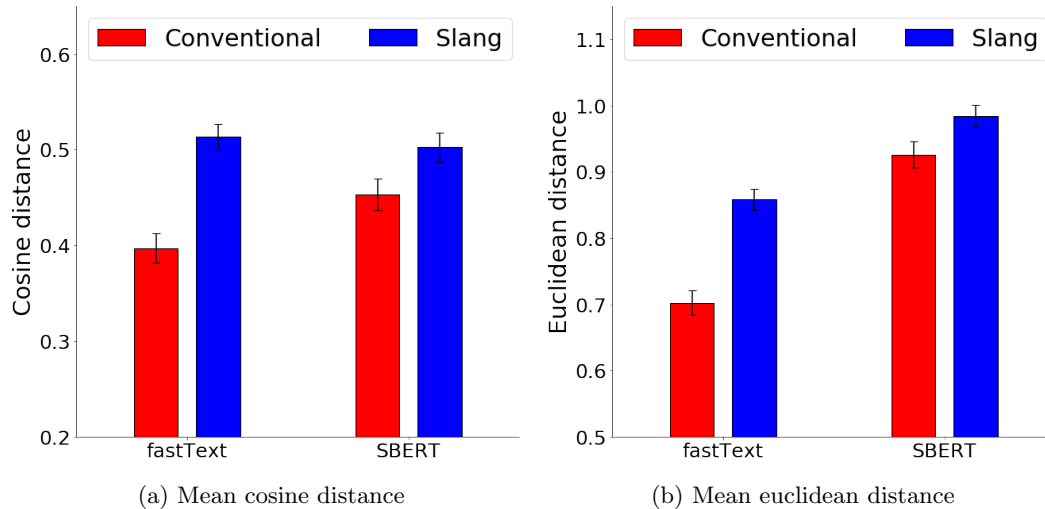 Conventional Slang
0.6
0.5
0.4
0.3
0.2
Cosine distance
fastText SBERT
(a) Mean cosine distance
Conventional Slang
1.1
1.0
0.9
0.8
0.7
0.6
0.5
Euclidean distance
fastText SBERT
(b) Mean euclidean distance